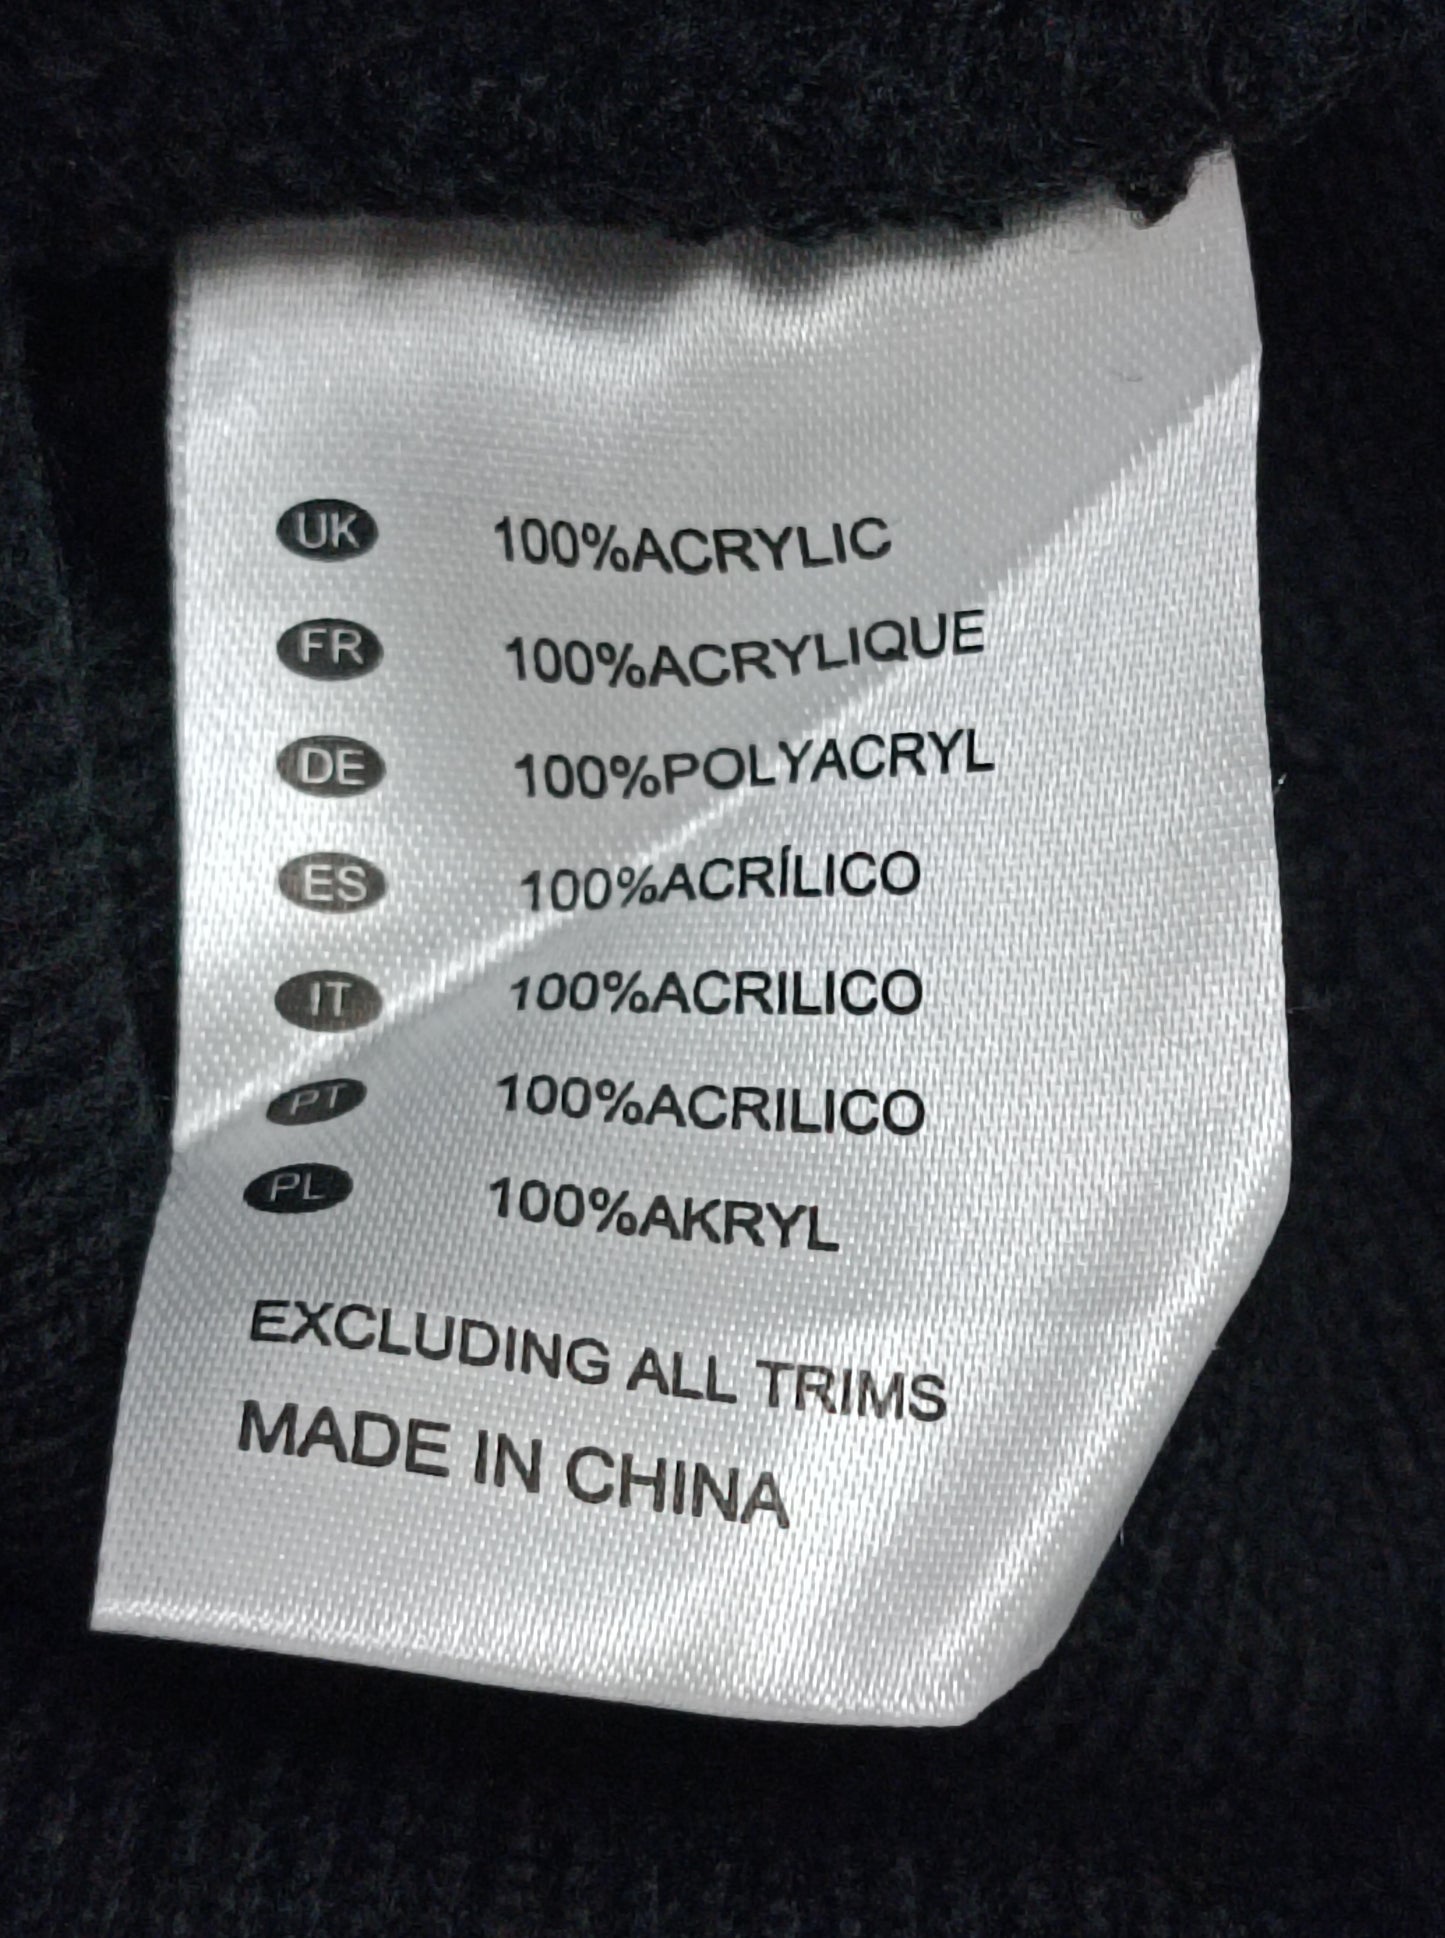 UK 100%ACRYLIC
FR 100%ACRYLIQUE
DE 100%POLYACRYL
ES 100%ACRÍLICO
IT 100%ACRILICO
PT 100%ACRILICO
PL 100%AKRYL
EXCLUDING ALL TRIMS
MADE IN CHINA